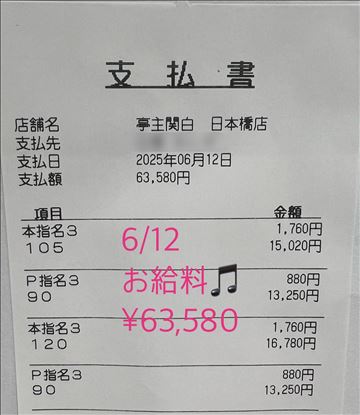 支払書
店舗名 亭主関白 日本橋店
支払先
支払日 2025年06月12日
支払額 63,580円
項目 金額
本指名3 1,760円
105 15,020円
P指名3 880円
90 13,250円
本指名3 1,760円
120 16,780円
P指名3 880円
90 13,250円
6/12
お給料🎵
¥63,580